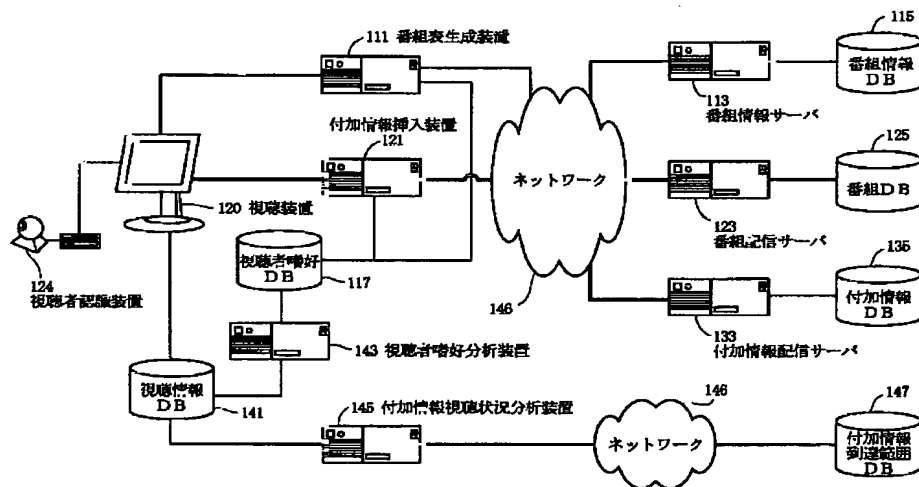 111 番組表生成装置
115
番組情報
DB
113
番組情報サーバ
付加情報挿入装置
121
125
ネットワーク
番組DB
120 視聴装置
123
番組配信サーバ
124
視聴者認識装置
視聴者嗜好
DB
117
135
付加情報
DB
146
133
付加情報配信サーバ
143 視聴者嗜好分析装置
視聴情報
DB
141
145 付加情報視聴状況分析装置
146
ネットワーク
147
付加情報
到達範囲
DB